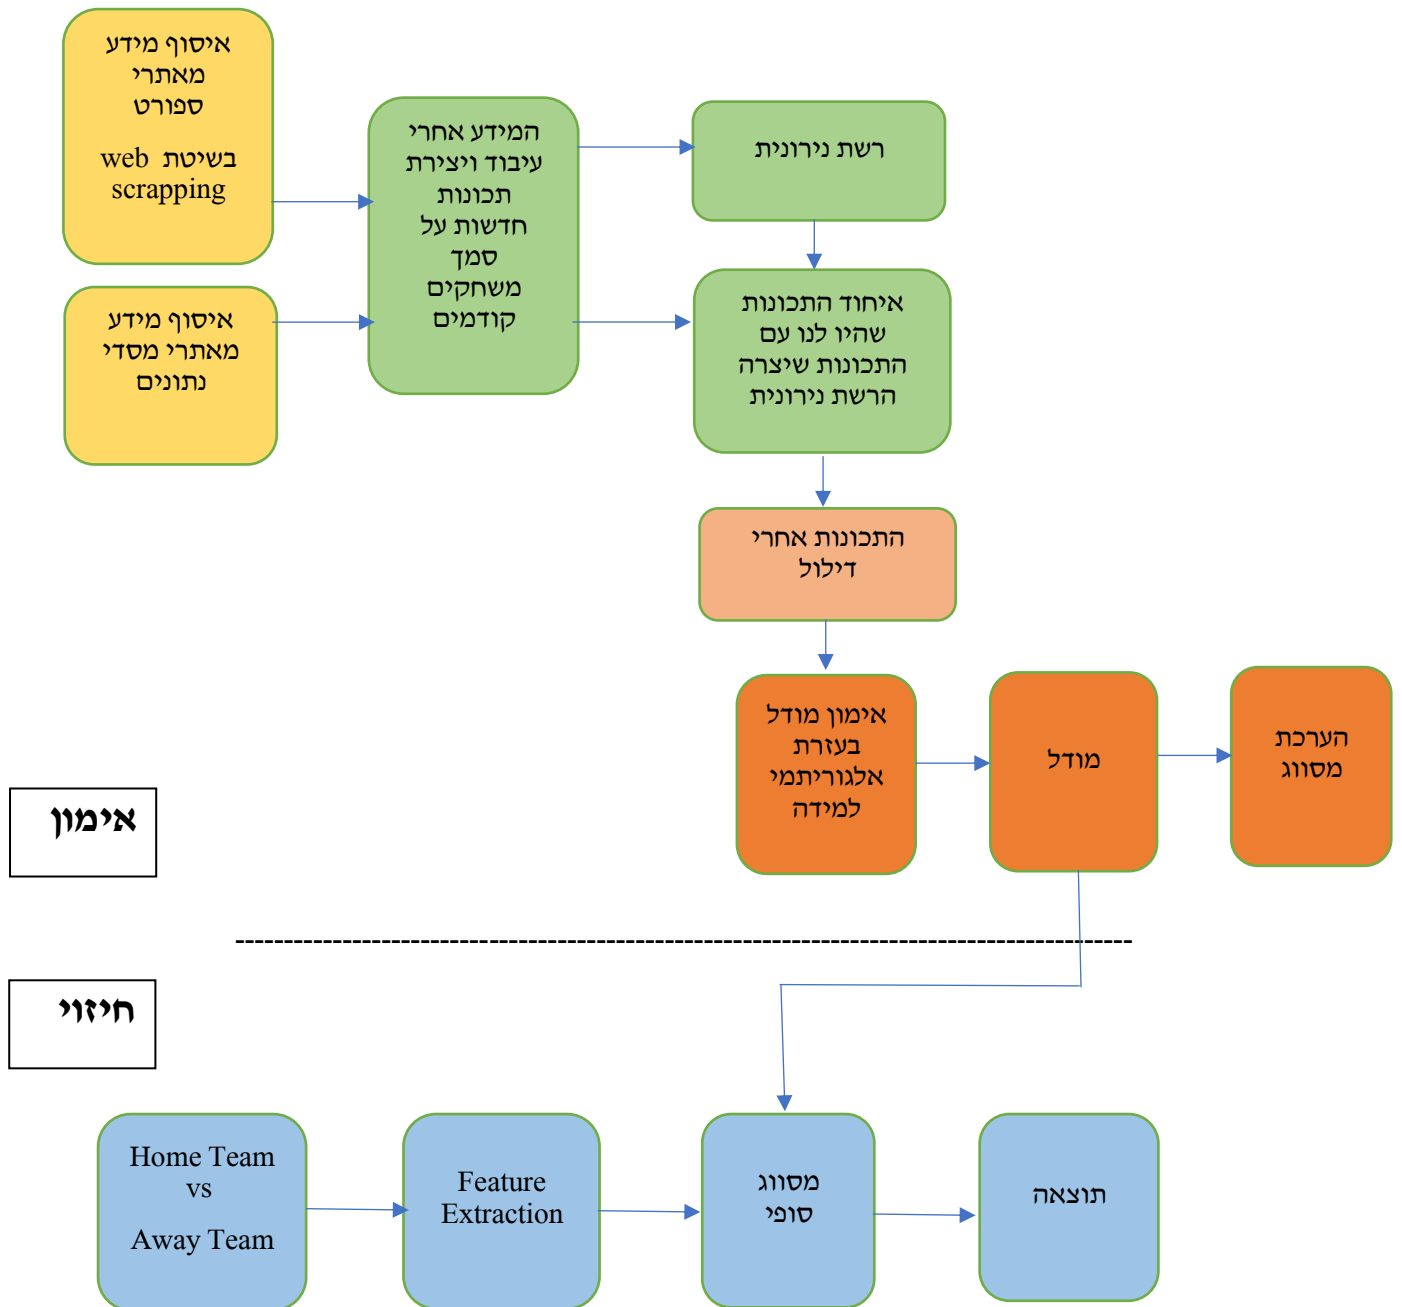 איסוף מידע
מאתרי
ספורט
בשיטת web
scrapping
איסוף מידע
מאתרי מסדי
נתונים
המידע אחרי
עיבוד ויצירת
תכונות
חדשות על
סמך
משחקים
קודמים
רשת נירונית
איחוד התכונות
שהיו לנו עם
התכונות שיצרה
הרשת נירונית
התכונות אחרי
דילול
אימון מודל
בעזרת
אלגוריתמי
למידה
מודל
הערכת
מסווג
אימון
חיזוי
Home Team
vs
Away Team
Feature
Extraction
מסווג
סופי
תוצאה